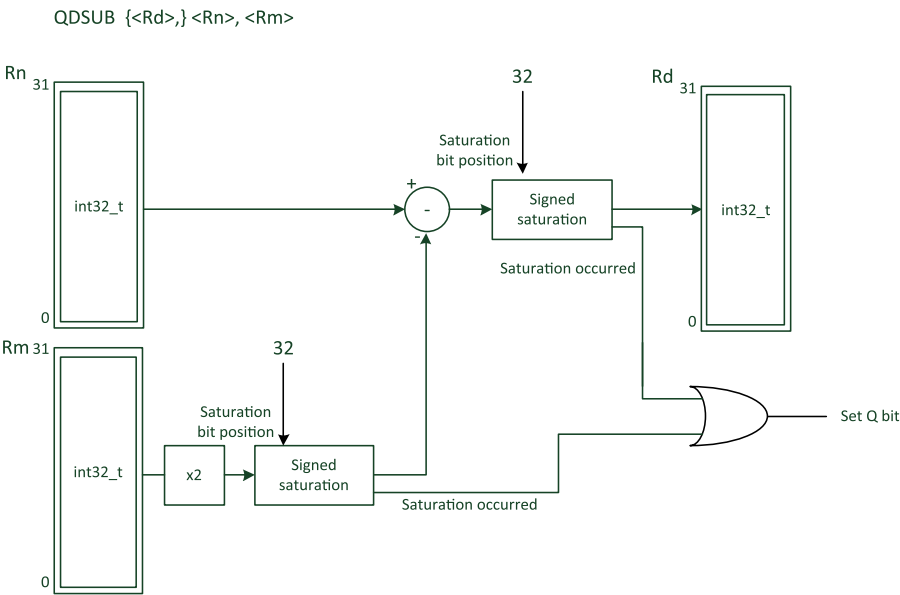 QDSUB {<Rd>,} <Rn>, <Rm>
Rn
31
int32_t
0
32
Saturation
bit position
+
-
-
Signed
saturation
Saturation occurred
Rd
31
int32_t
0
Rm
31
int32_t
0
x2
32
Saturation
bit position
Signed
saturation
Saturation occurred
Set Q bit